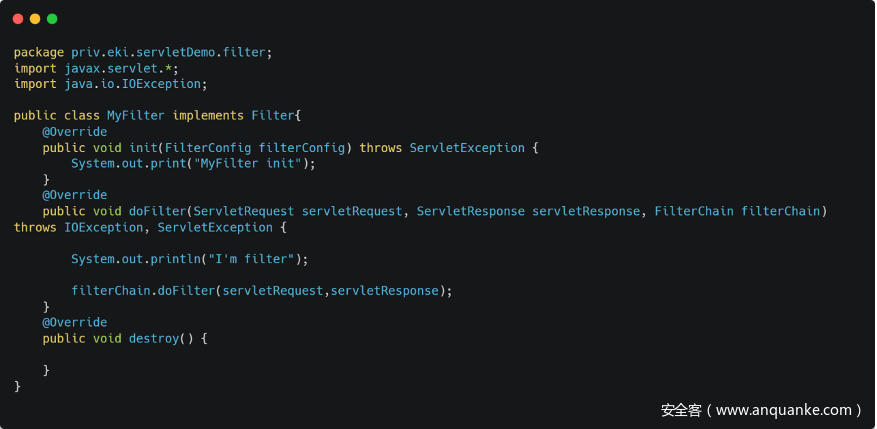 package priv.eki.servletDemo.filter;
import javax.servlet.*;
import java.io.IOException;

public class MyFilter implements Filter{
    @Override
    public void init(FilterConfig filterConfig) throws ServletException {
        System.out.print("MyFilter init");
    }
    @Override
    public void doFilter(ServletRequest servletRequest, ServletResponse servletResponse, FilterChain filterChain)
throws IOException, ServletException {

        System.out.println("I'm filter");

        filterChain.doFilter(servletRequest,servletResponse);
    }
    @Override
    public void destroy() {

    }
}
安全客（www.anquanke.com）